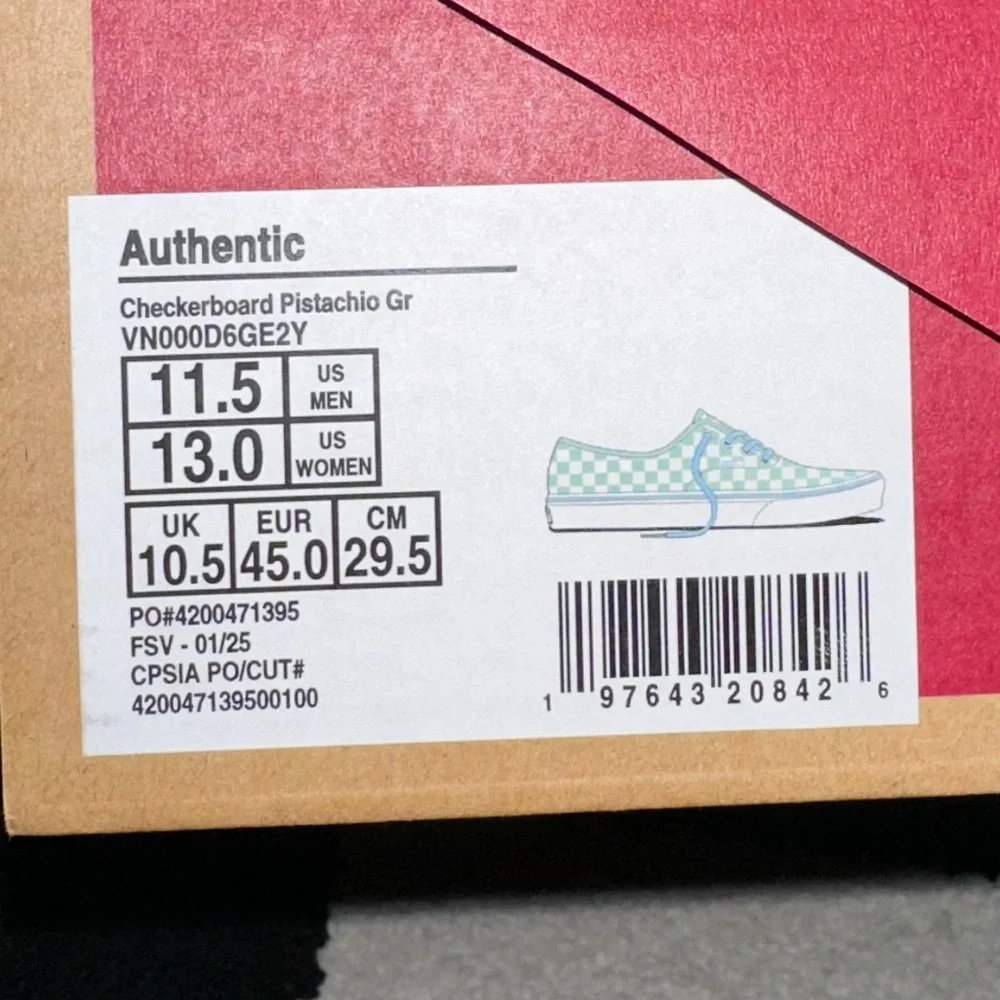 Authentic
Checkerboard Pistachio Gr
VN000D6GE2Y
11.5 US MEN
13.0 US WOMEN
UK EUR CM
10.5 45.0 29.5
PO#4200471395
FSV - 01/25
CPSIA PO/CUT#
420047139500100
1 97643 20842 6